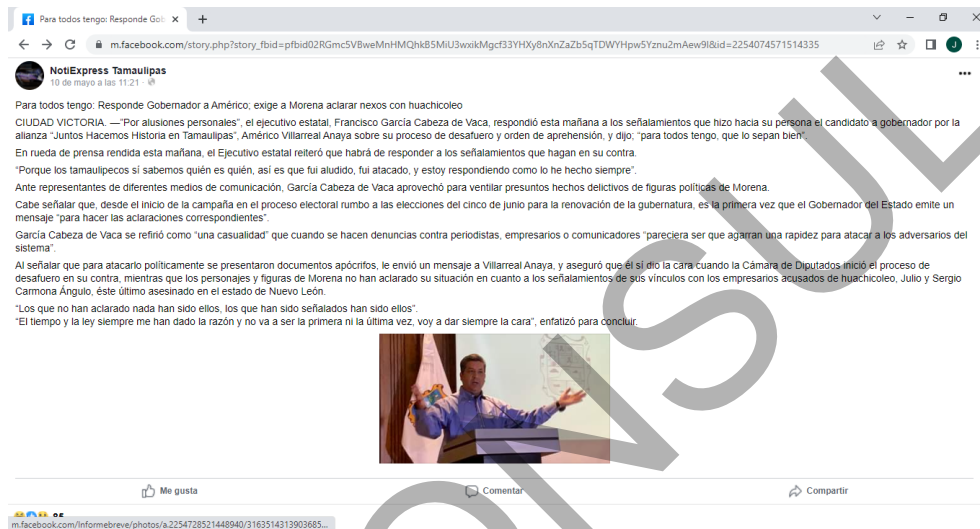 Para todos tengo: Responde Gob
m.facebook.com/story.php?story_fbid=pfbid02RGmc5VBweMnHMQhkB5MiU3wxikMgcf33YHXy8nXnZaZb5qTDWYHpw5Yznu2mAew9l&id=2254074571514335
J
NotiExpress Tamaulipas
10 de mayo a las 11:21 ·
Para todos tengo: Responde Gobernador a Américo; exige a Morena aclarar nexos con huachicoleo
CIUDAD VICTORIA. —"Por alusiones personales", el ejecutivo estatal, Francisco García Cabeza de Vaca, respondió esta mañana a los señalamientos que hizo hacia su persona el candidato a gobernador por la
alianza "Juntos Hacemos Historia en Tamaulipas", Américo Villarreal Anaya sobre su proceso de desafuero y orden de aprehensión, y dijo; "para todos tengo, que lo sepan bien".
En rueda de prensa rendida esta mañana, el Ejecutivo estatal reiteró que habrá de responder a los señalamientos que hagan en su contra.
"Porque los tamaulipecos sí sabemos quién es quién, así es que fui aludido, fui atacado, y estoy respondiendo como lo he hecho siempre".
Ante representantes de diferentes medios de comunicación, García Cabeza de Vaca aprovechó para ventilar presuntos hechos delictivos de figuras políticas de Morena.
Cabe señalar que, desde el inicio de la campaña en el proceso electoral rumbo a las elecciones del cinco de junio para la renovación de la gubernatura, es la primera vez que el Gobernador del Estado emite un
mensaje "para hacer las aclaraciones correspondientes".
García Cabeza de Vaca se refirió como "una casualidad" que cuando se hacen denuncias contra periodistas, empresarios o comunicadores "pareciera ser que agarran una rapidez para atacar a los adversarios del
sistema".
Al señalar que para atacarlo políticamente se presentaron documentos apócrifos, le envió un mensaje a Villarreal Anaya, y aseguró que él sí dio la cara cuando la Cámara de Diputados inició el proceso de
desafuero en su contra, mientras que los personajes y figuras de Morena no han aclarado su situación en cuanto a los señalamientos de sus vínculos con los empresarios acusados de huachicoleo, Julio y Sergio
Carmona Ángulo, éste último asesinado en el estado de Nuevo León.
"Los que no han aclarado nada han sido ellos, los que han sido señalados han sido ellos".
"El tiempo y la ley siempre me han dado la razón y no va a ser la primera ni la última vez, voy a dar siempre la cara", enfatizó para concluir.
Me gusta
Comentar
Compartir
85
m.facebook.com/Informebreve/photos/a.2254728521448940/3163514313903685...
ONSUL